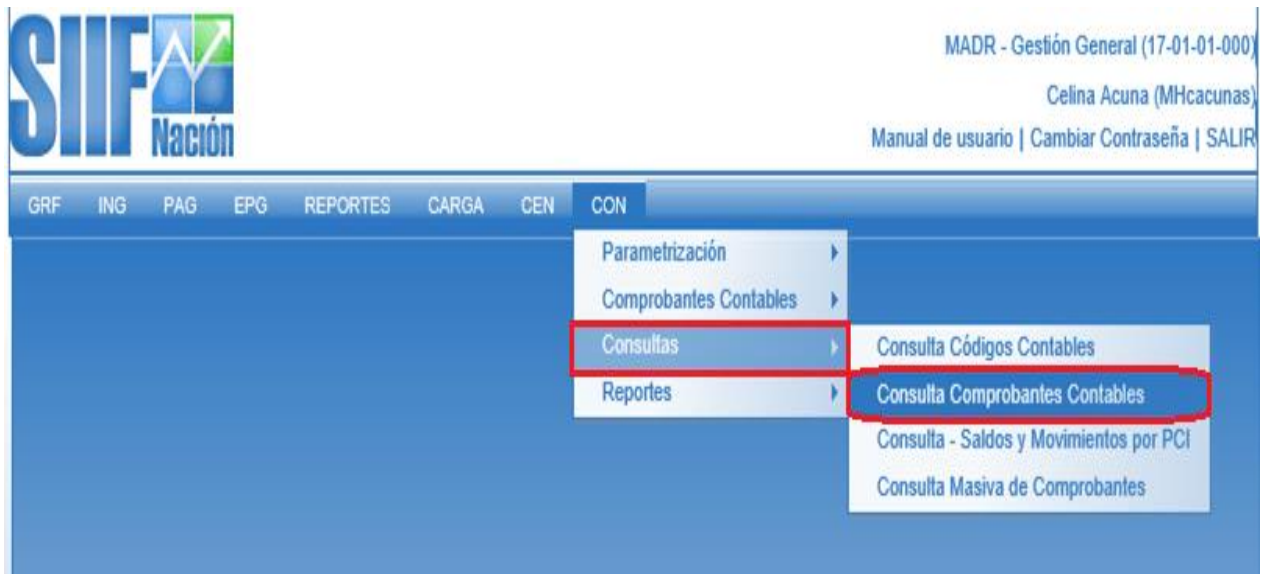 SIIF
Nación
MADR - Gestión General (17-01-01-000)
Celina Acuna (MHcacunas)
Manual de usuario | Cambiar Contraseña | SALIR
GRF ING PAG EPG REPORTES CARGA CEN CON
Parametrización
Comprobantes Contables
Consultas
Reportes
Consulta Códigos Contables
Consulta Comprobantes Contables
Consulta - Saldos y Movimientos por PCI
Consulta Masiva de Comprobantes